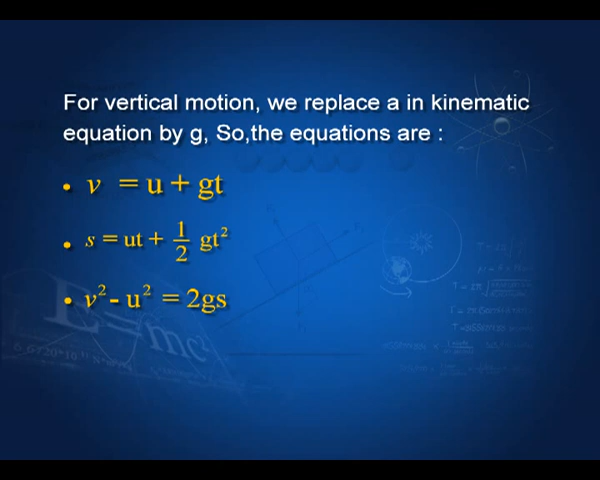 For vertical motion, we replace a in kinematic
equation by g, So,the equations are :
• v = u + gt
• s = ut + 1/2 gt²
• v² - u² = 2gs
E=mc²